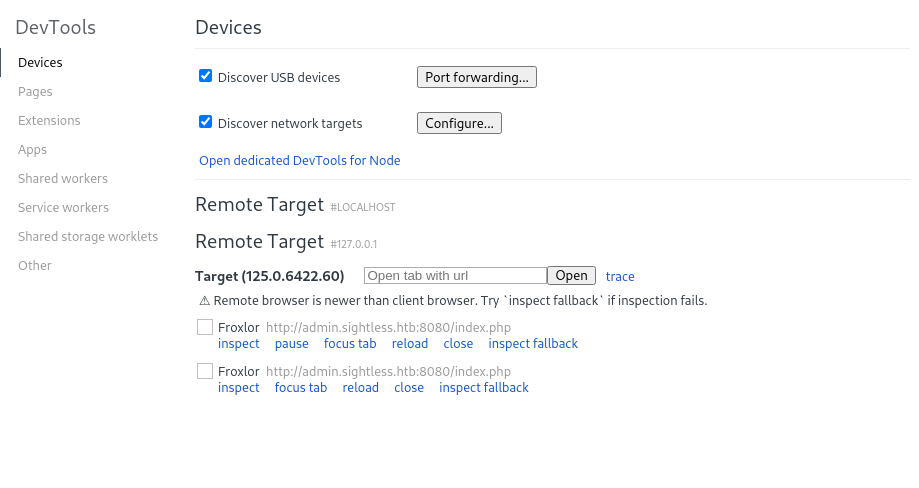 DevTools
Devices
Pages
Extensions
Apps
Shared workers
Service workers
Shared storage worklets
Other
Devices
Discover USB devices Port forwarding...
Discover network targets Configure...
Open dedicated DevTools for Node
Remote Target #LOCALHOST
Remote Target #127.0.0.1
Target (125.0.6422.60) Open tab with url Open trace
⚠ Remote browser is newer than client browser. Try `inspect fallback` if inspection fails.
Froxlor http://admin.sightless.htb:8080/index.php
inspect pause focus tab reload close inspect fallback
Froxlor http://admin.sightless.htb:8080/index.php
inspect focus tab reload close inspect fallback